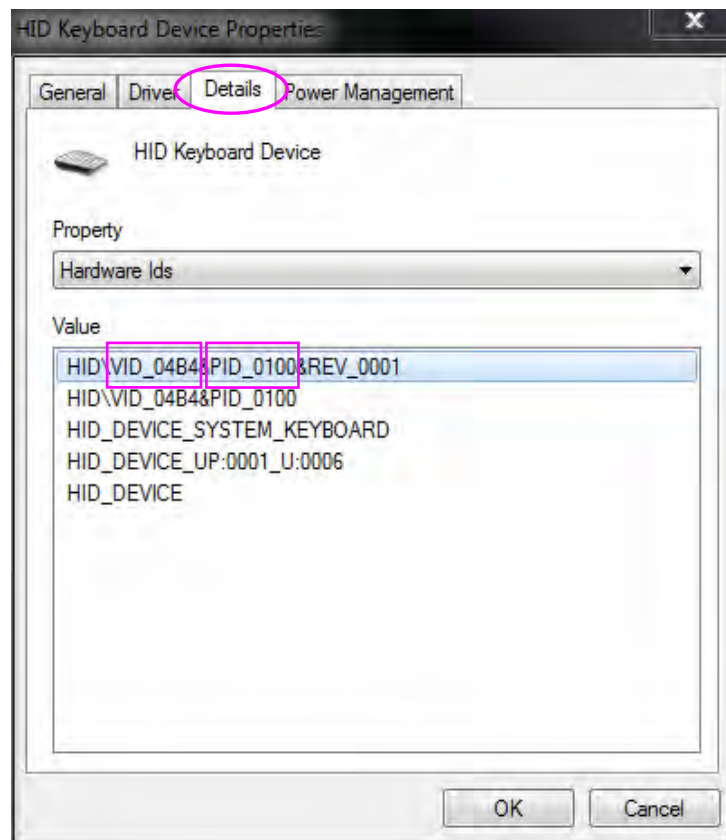 HID Keyboard Device Properties
X
General Driver Details Power Management
HID Keyboard Device
Property
Hardware Ids
Value
HID\VID_04B4&PID_0100&REV_0001
HID\VID_04B4&PID_0100
HID_DEVICE_SYSTEM_KEYBOARD
HID_DEVICE_UP:0001_U:0006
HID_DEVICE
OK Cancel